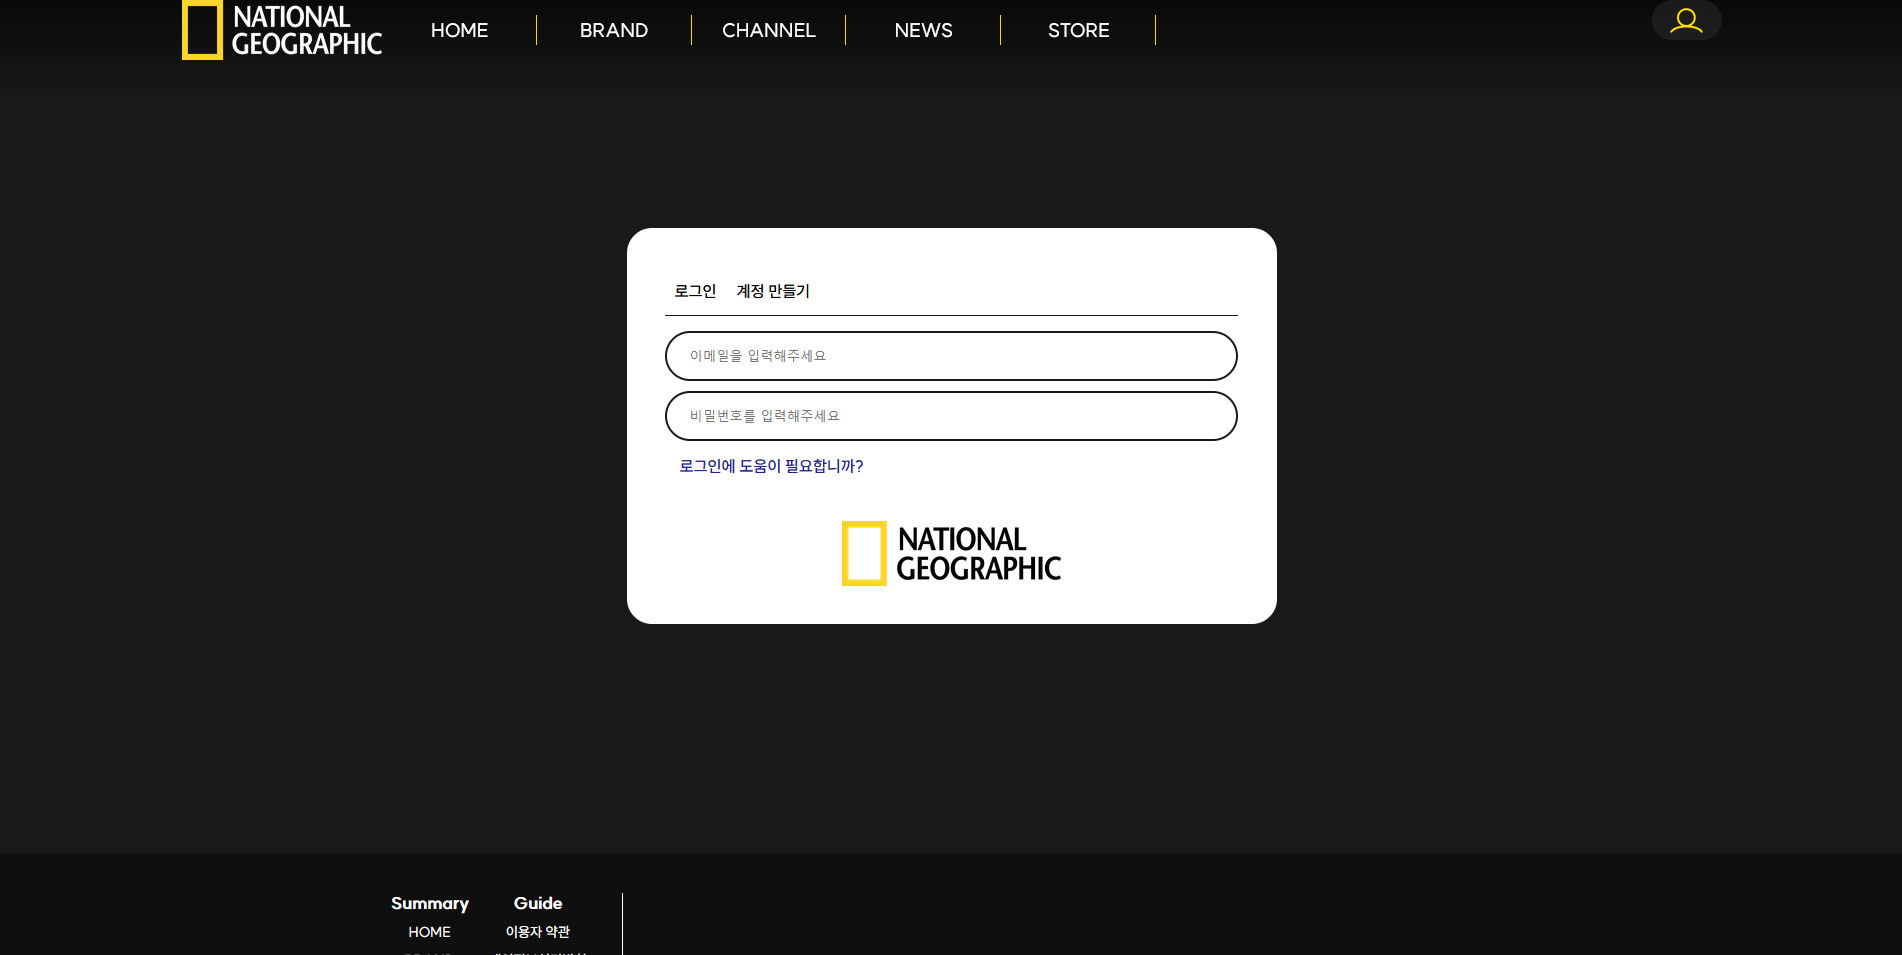 NATIONAL
GEOGRAPHIC
HOME
BRAND
CHANNEL
NEWS
STORE
로그인
계정 만들기
이메일을 입력해주세요
비밀번호를 입력해주세요
로그인에 도움이 필요합니까?
NATIONAL
GEOGRAPHIC
Summary
Guide
HOME
이용자 약관